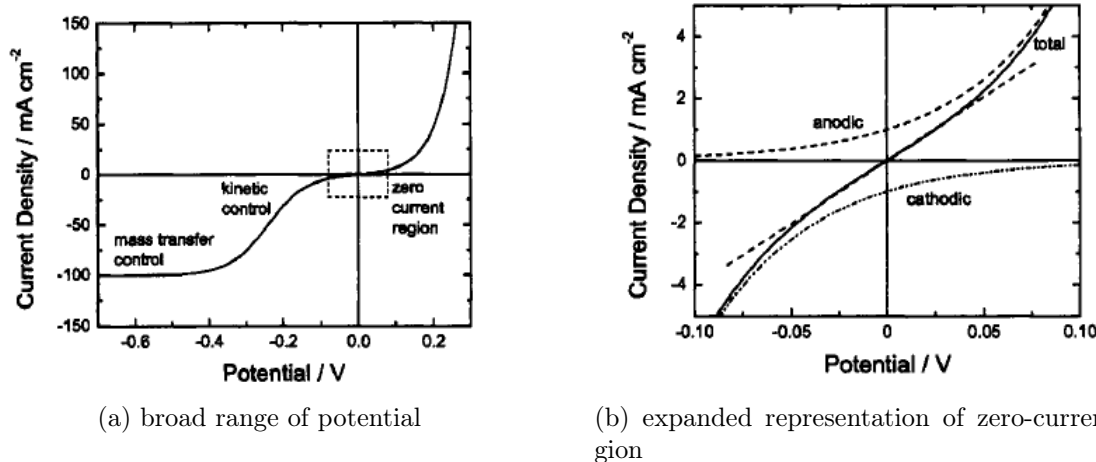 150
100
50
0
-50
-100
-150
Current Density / mA cm-2
kinetic
control
zero
current
region
mass transfer
control
-0.6 -0.4 -0.2 0.0 0.2
Potential / V
(a) broad range of potential
4
2
0
-2
-4
Current Density / mA cm-2
total
anodic
cathodic
-0.10 -0.05 0 0.05 0.10
Potential / V
(b) expanded representation of zero-curren
gion